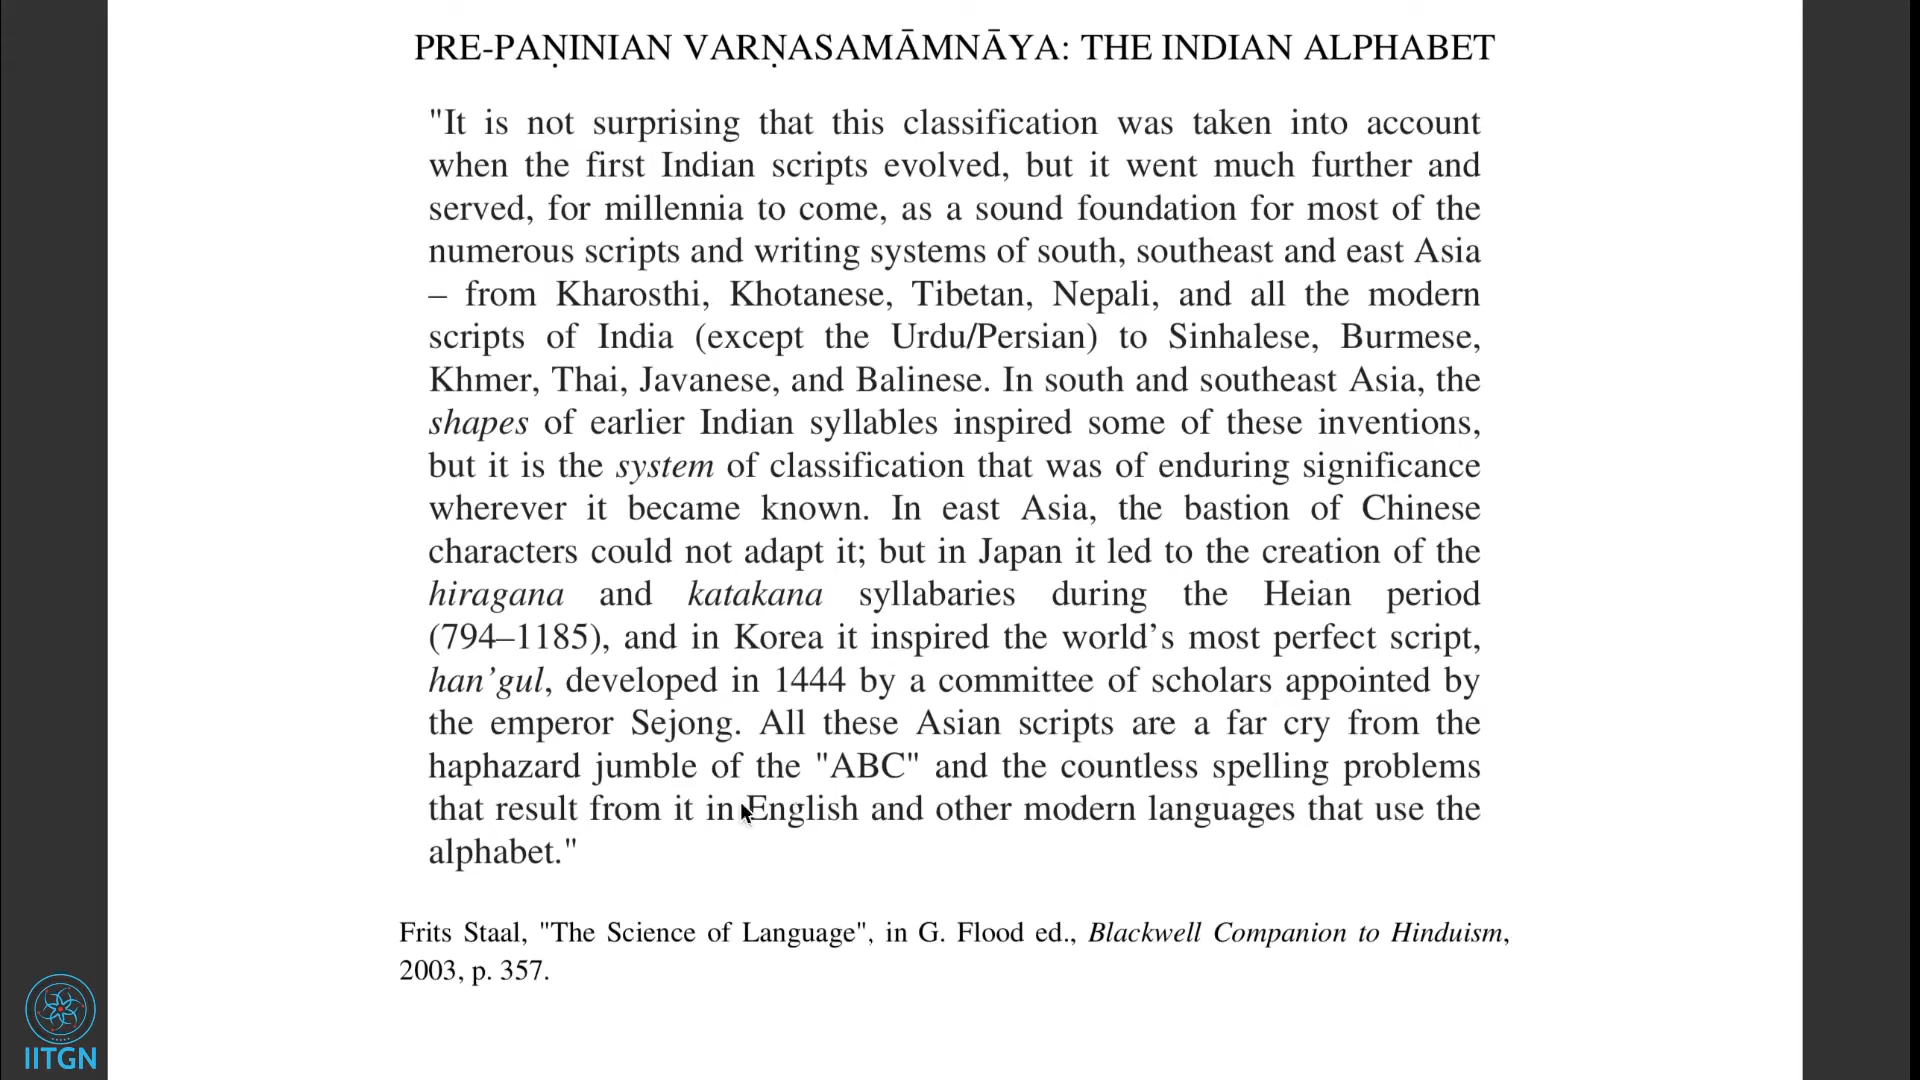 PRE-PAṆINIAN VARṆASAMĀMNĀYA: THE INDIAN ALPHABET
"It is not surprising that this classification was taken into account
when the first Indian scripts evolved, but it went much further and
served, for millennia to come, as a sound foundation for most of the
numerous scripts and writing systems of south, southeast and east Asia
– from Kharosthi, Khotanese, Tibetan, Nepali, and all the modern
scripts of India (except the Urdu/Persian) to Sinhalese, Burmese,
Khmer, Thai, Javanese, and Balinese. In south and southeast Asia, the
shapes of earlier Indian syllables inspired some of these inventions,
but it is the system of classification that was of enduring significance
wherever it became known. In east Asia, the bastion of Chinese
characters could not adapt it; but in Japan it led to the creation of the
hiragana and katakana syllabaries during the Heian period
(794–1185), and in Korea it inspired the world’s most perfect script,
han’gul, developed in 1444 by a committee of scholars appointed by
the emperor Sejong. All these Asian scripts are a far cry from the
haphazard jumble of the "ABC" and the countless spelling problems
that result from it in English and other modern languages that use the
alphabet."
Frits Staal, "The Science of Language", in G. Flood ed., Blackwell Companion to Hinduism,
2003, p. 357.
IITGN